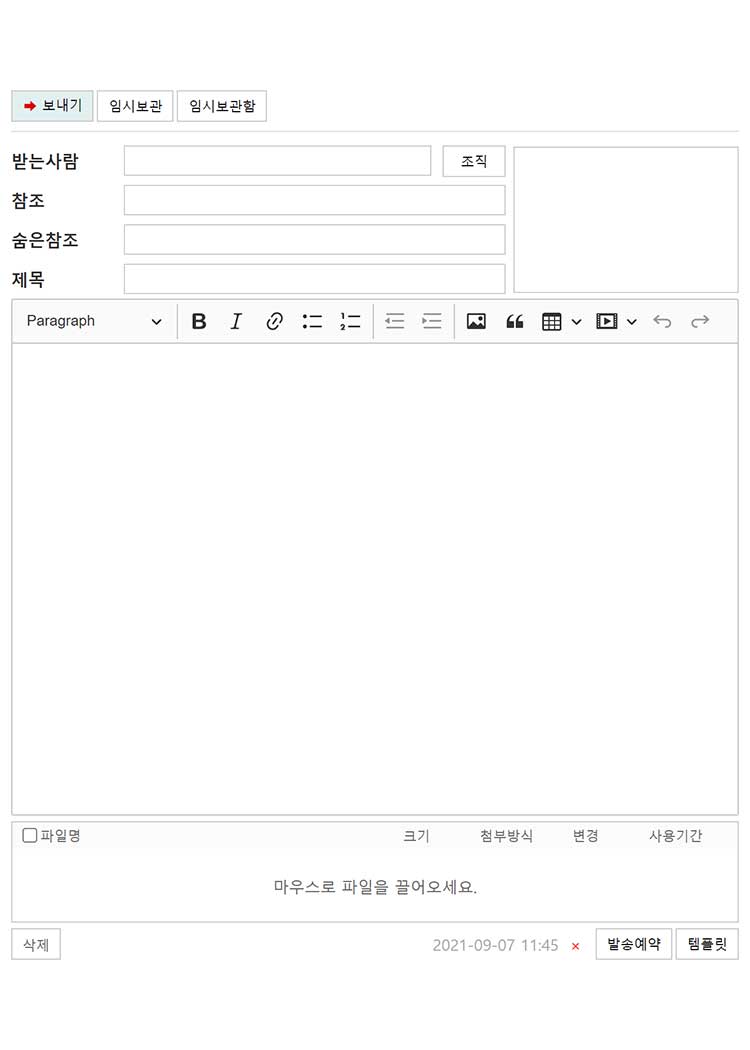 보내기 임시보관 임시보관함
받는사람 조직
참조
숨은참조
제목
Paragraph
파일명 크기 첨부방식 변경 사용기간
마우스로 파일을 끌어오세요.
삭제 2021-09-07 11:45 × 발송예약 템플릿